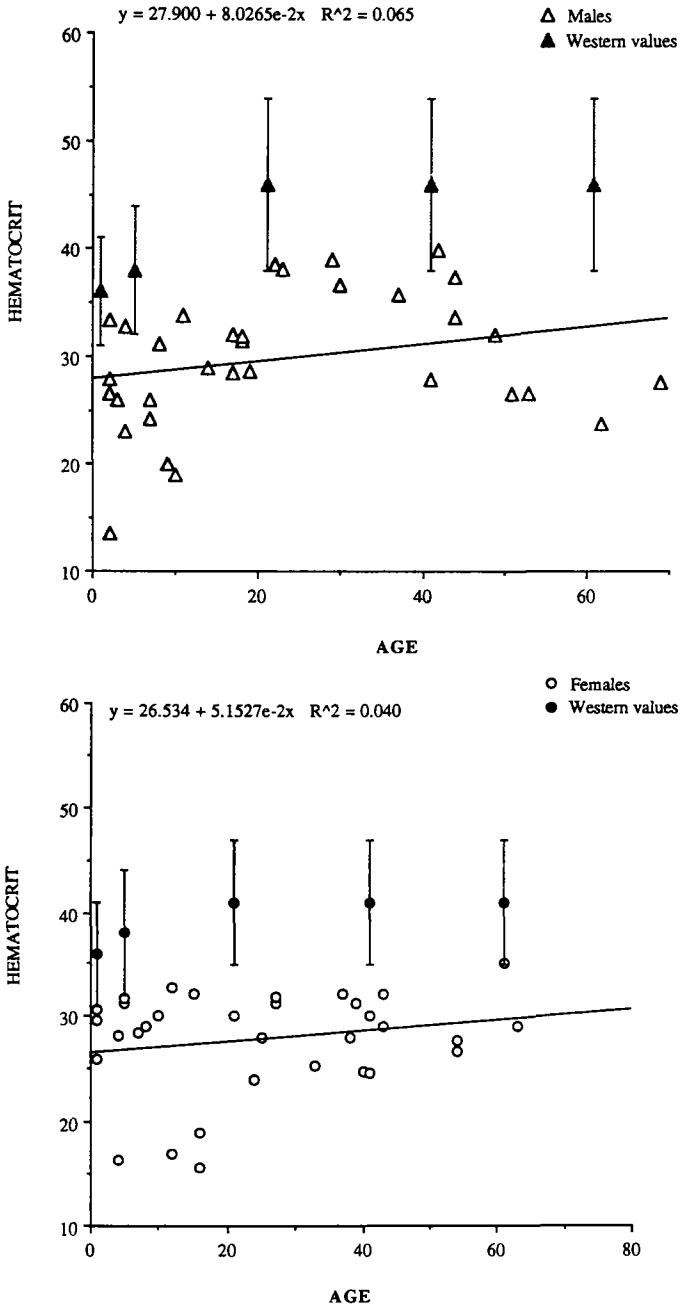 y = 27.900 + 8.0265e-2x R^2 = 0.065
Males
Western values
60
50
40
30
20
10
HEMATOCRIT
0 20 40 60
AGE
Females
Western values
y = 26.534 + 5.1527e-2x R^2 = 0.040
60
50
40
30
20
10
HEMATOCRIT
0 20 40 60 80
AGE